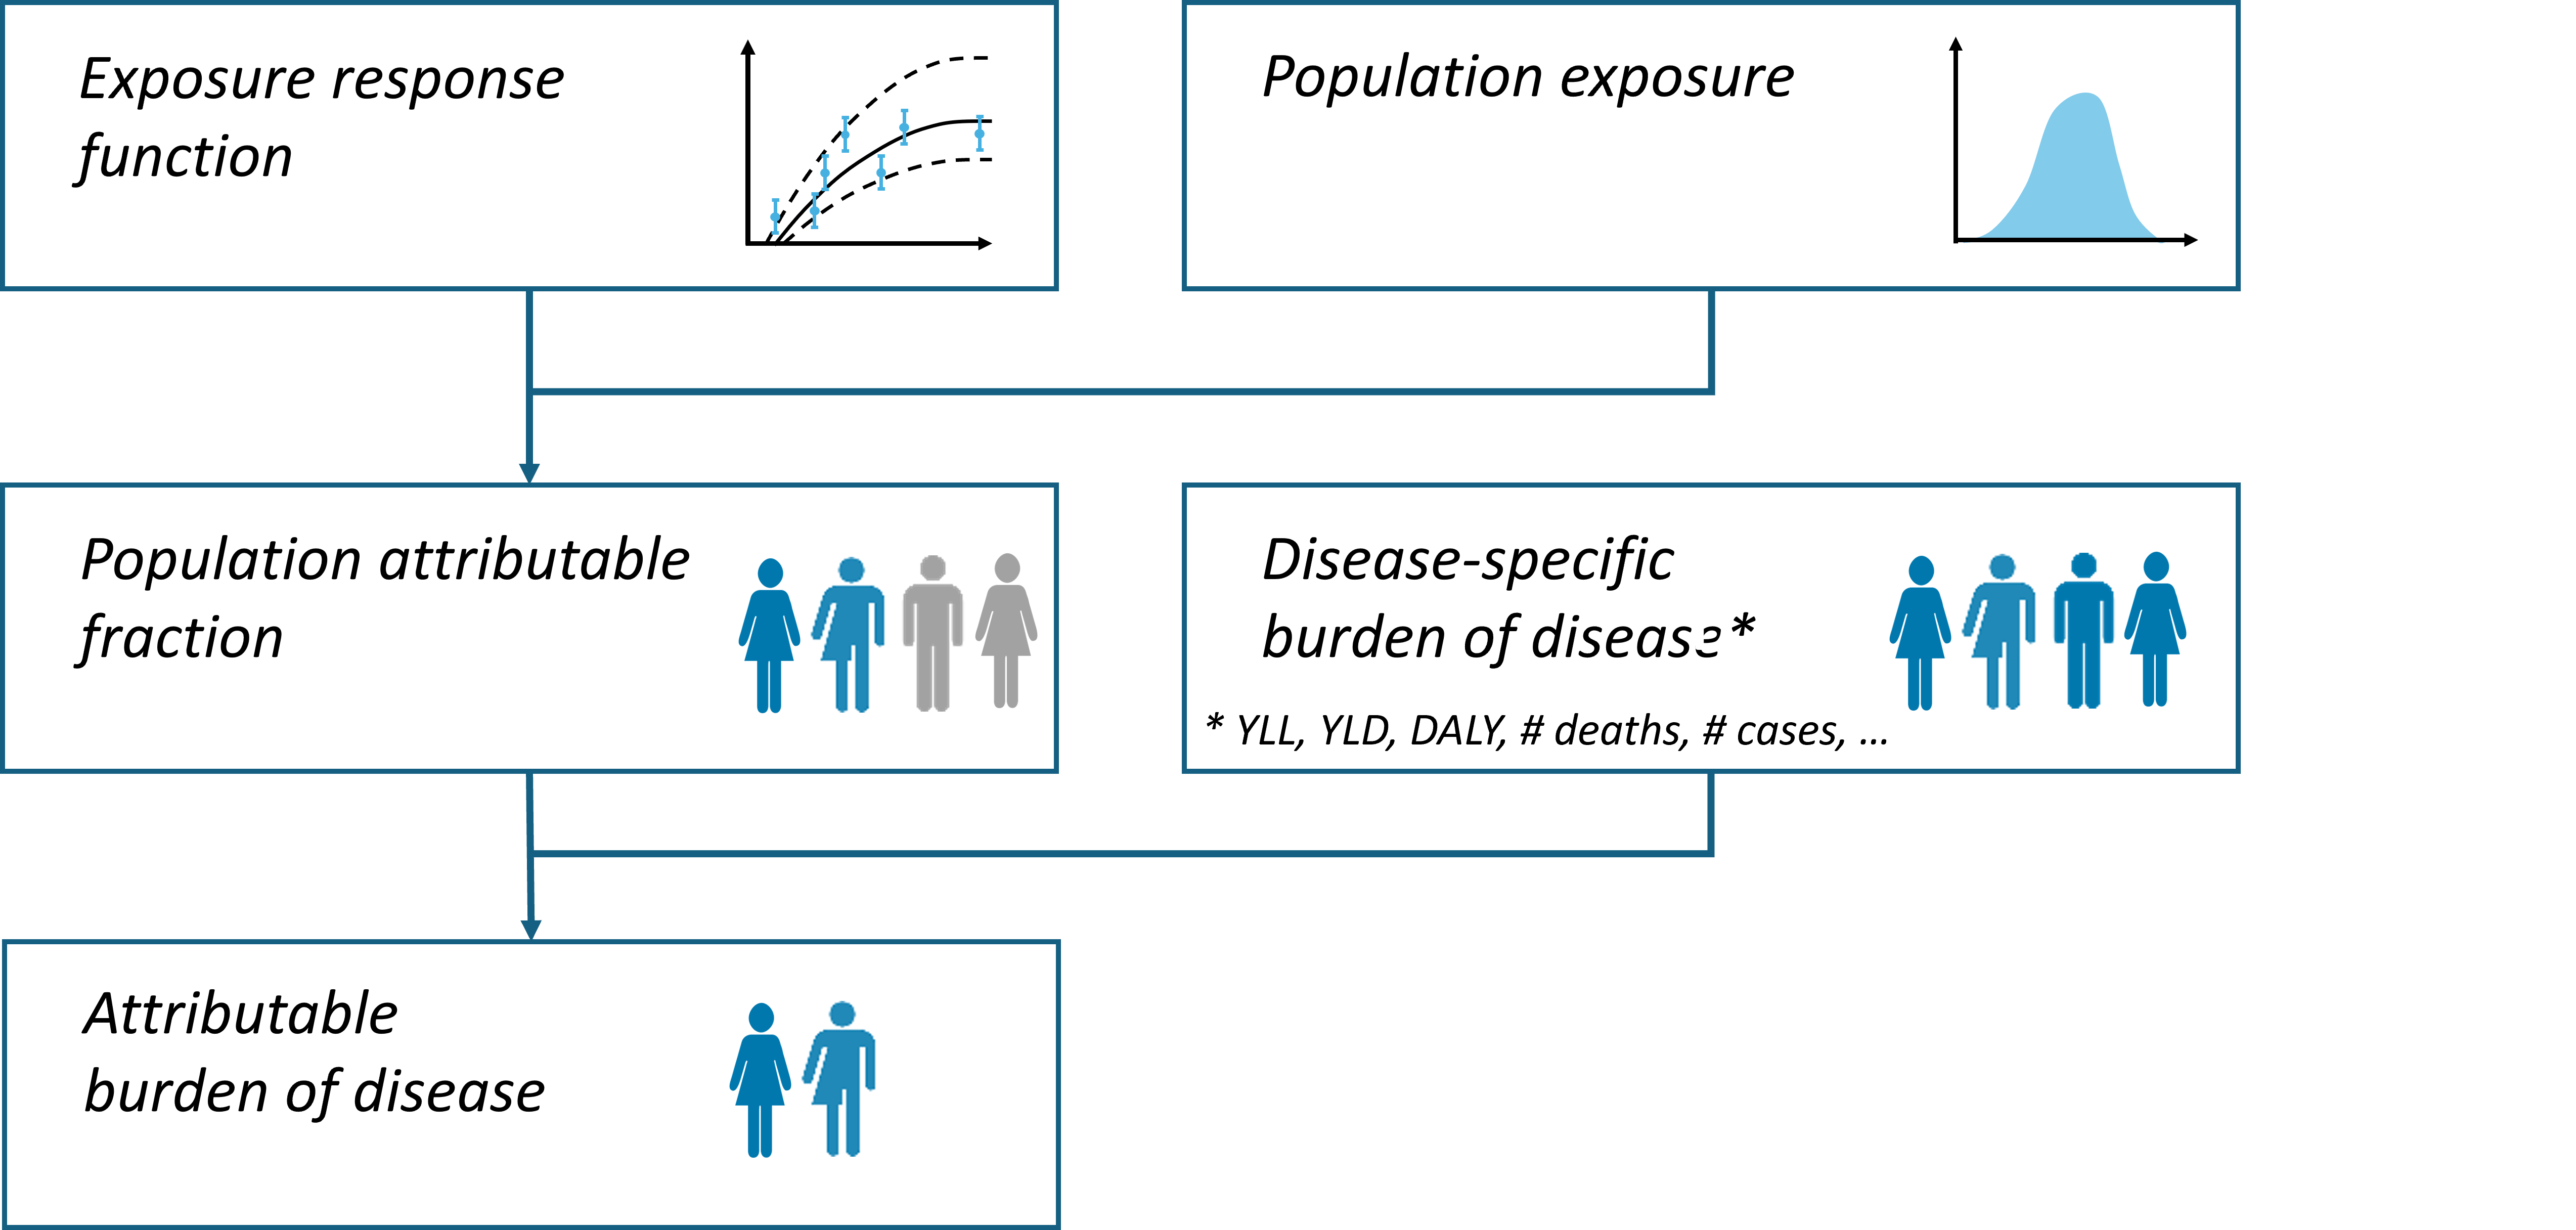 Exposure response
function
Population exposure
Population attributable
fraction
Disease-specific
burden of disease*
* YLL, YLD, DALY, # deaths, # cases, ...
Attributable
burden of disease